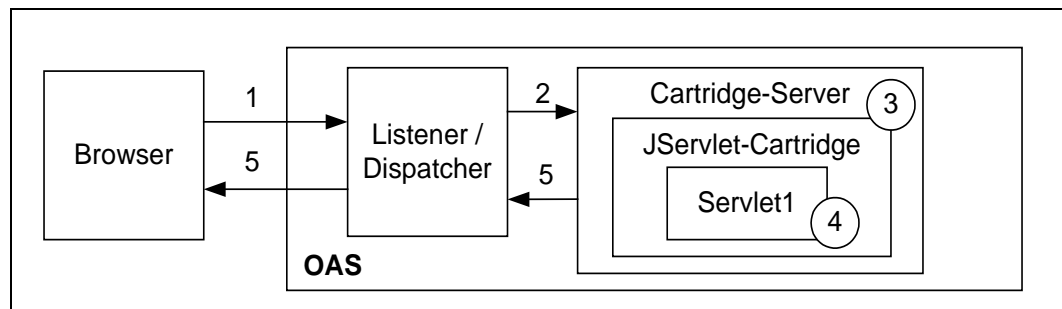 1
2
Cartridge-Server
3
Browser
Listener /
Dispatcher
JServlet-Cartridge
5
5
Servlet1
4
OAS